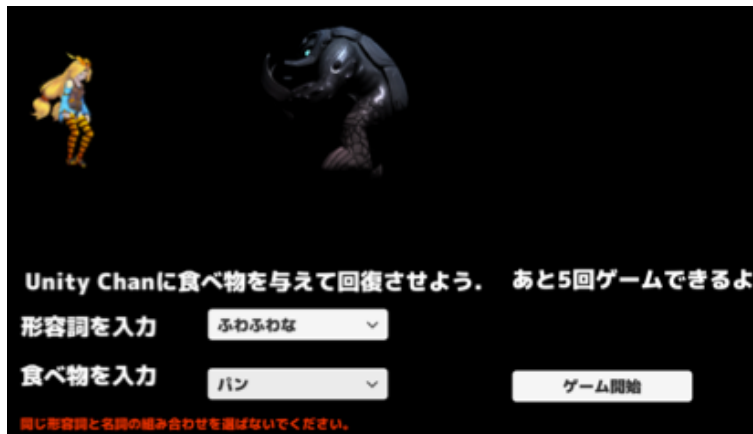 Unity Chanに食べ物を与えて回復させよう. あと5回ゲームできるよ
形容詞を入力 ふわふわな
食べ物を入力 パン ゲーム開始
同じ形容詞と名詞の組み合わせを選ばないでください。